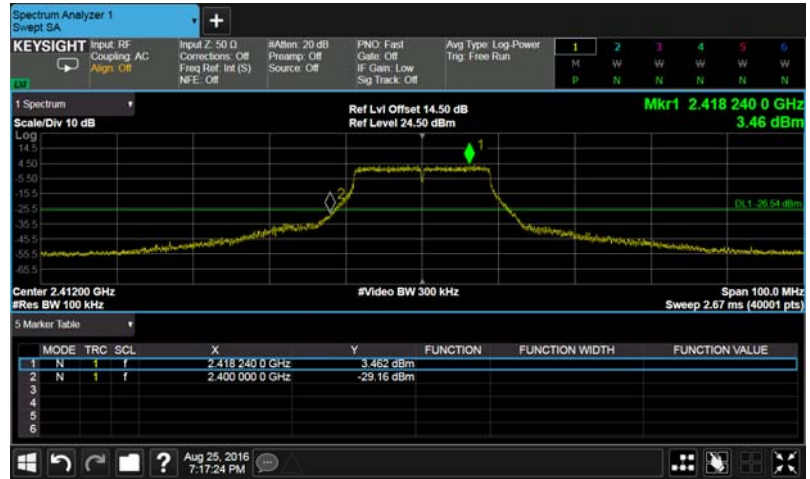 Spectrum Analyzer 1
Swept SA
+
KEYSIGHT Input: RF Input Z: 50 Ω #Atten: 20 dB PNO: Fast Avg Type: Log-Power 1 2 3 4 5 6
Coupling: AC Corrections: Off Preamp: Off Gate: Off Trig: Free Run M W W W W W
Align: Off Freq Ref: Int (S) Source: Off IF Gain: Low P N N N N N
LXI NFE: Off Sig Track: Off
1 Spectrum Ref Lvl Offset 14.50 dB Mkr1 2.418 240 0 GHz
Scale/Div 10 dB Ref Level 24.50 dBm 3.46 dBm
Log
14.5
1
4.50
-5.50
-15.5
2
-25.5 DL1 -26.54 dBm
-35.5
-45.5
-55.5
-65.5
Center 2.41200 GHz #Video BW 300 kHz Span 100.0 MHz
#Res BW 100 kHz Sweep 2.67 ms (40001 pts)
5 Marker Table
MODE TRC SCL X Y FUNCTION FUNCTION WIDTH FUNCTION VALUE
1 N 1 f 2.418 240 0 GHz 3.462 dBm
2 N 1 f 2.400 000 0 GHz -29.16 dBm
3
4
5
6
? Aug 25, 2016
7:17:24 PM